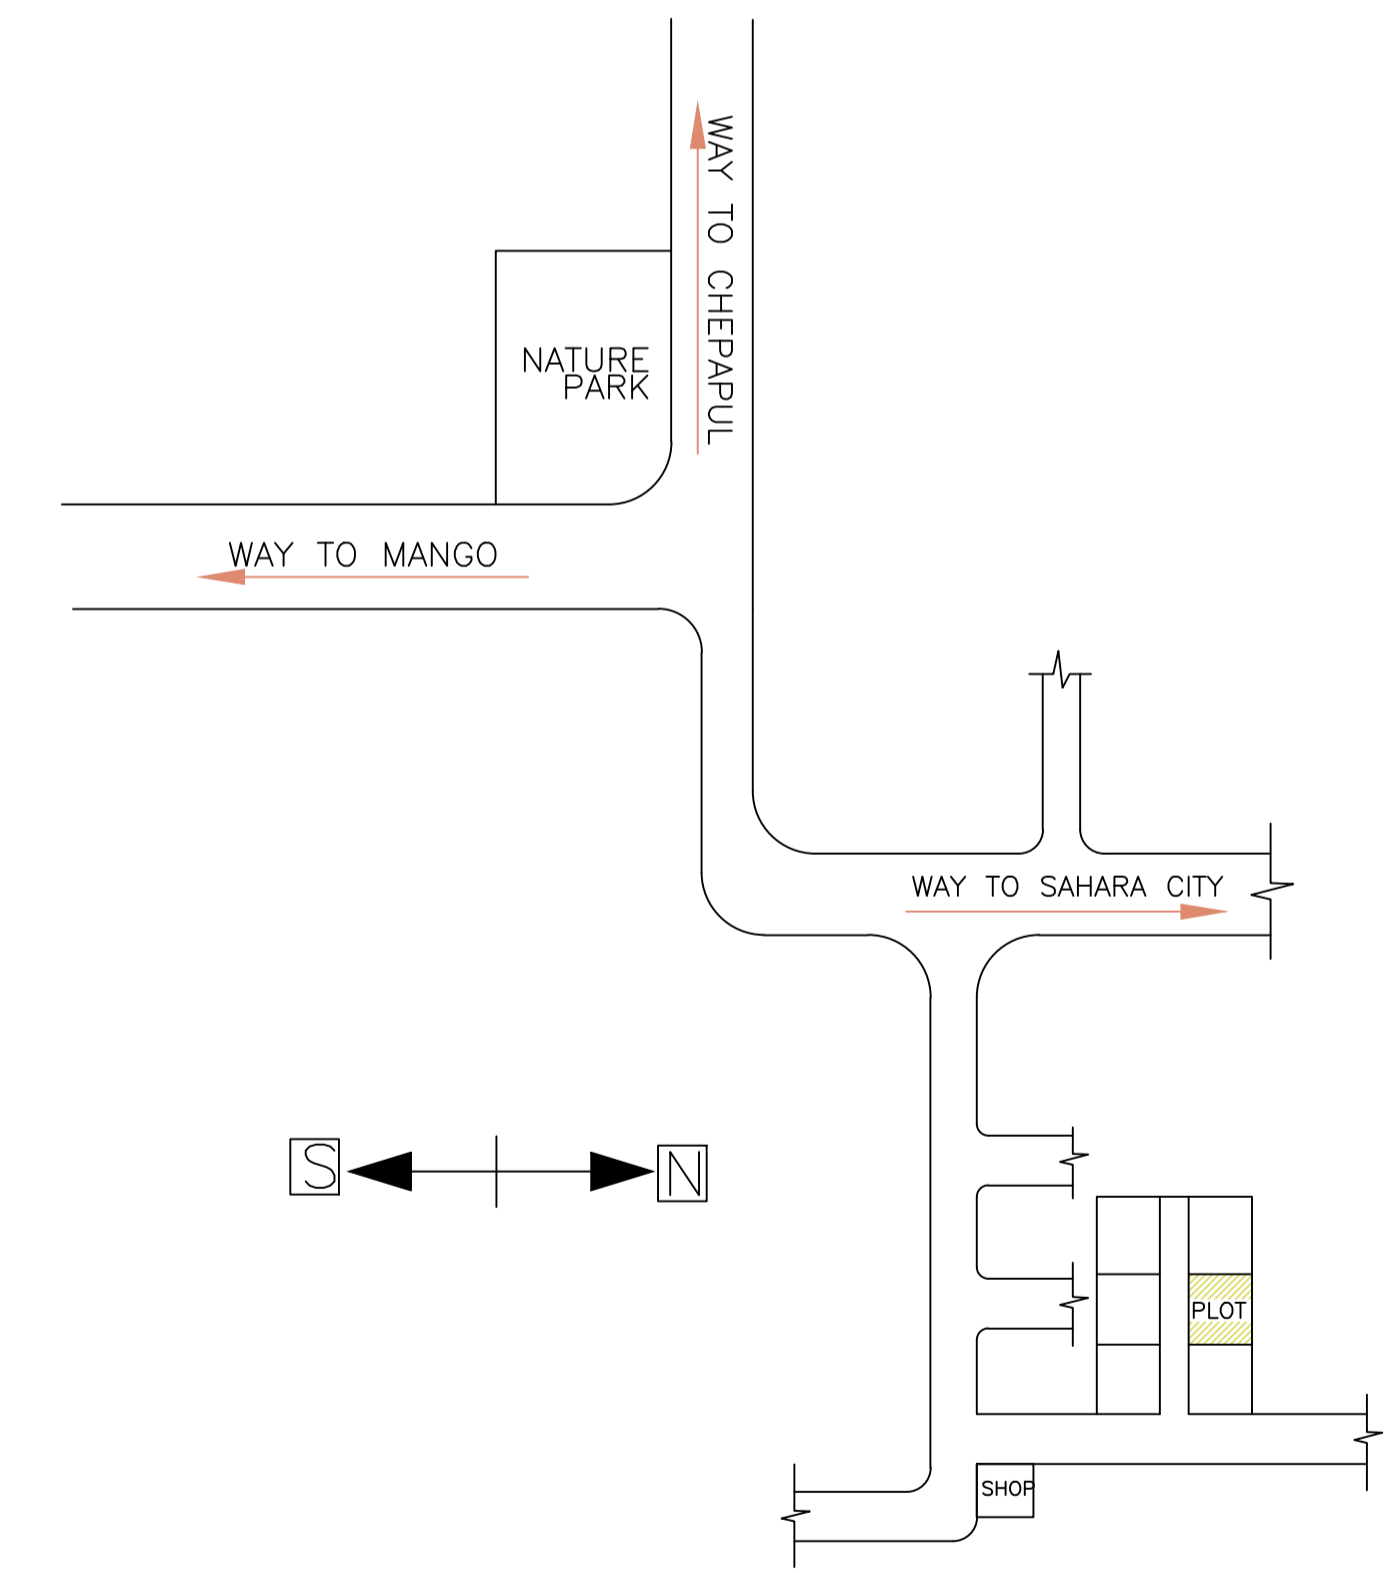 WAY TO CHEPAPUL
NATURE
PARK
WAY TO MANGO
WAY TO SAHARA CITY
S
N
PLOT
SHOP